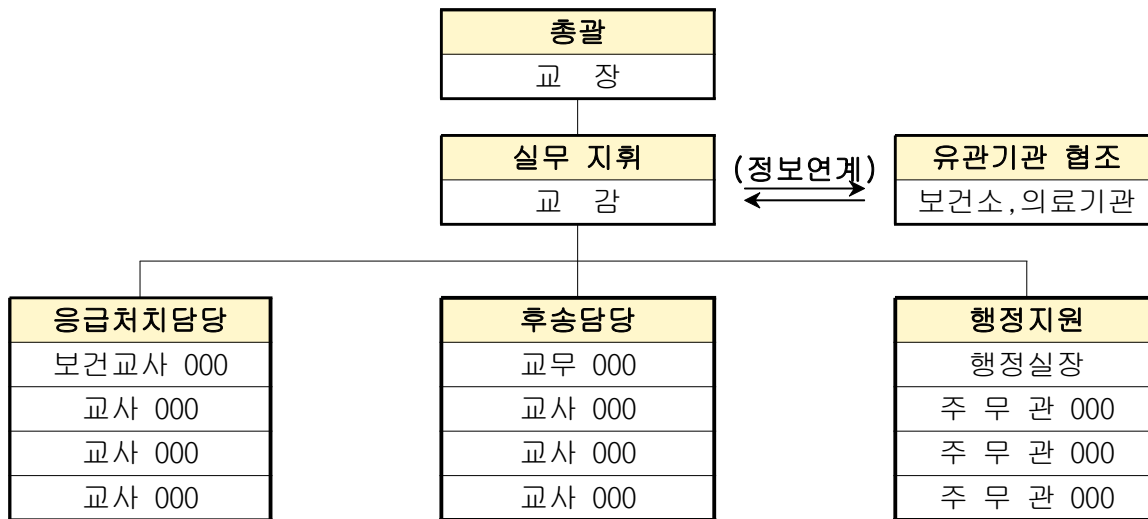 총괄
교 장
실무 지휘
교 감
(정보연계)
유관기관 협조
보건소,의료기관
응급처치담당
보건교사 000
교사 000
교사 000
교사 000
후송담당
교무 000
교사 000
교사 000
교사 000
행정지원
행정실장
주 무 관 000
주 무 관 000
주 무 관 000